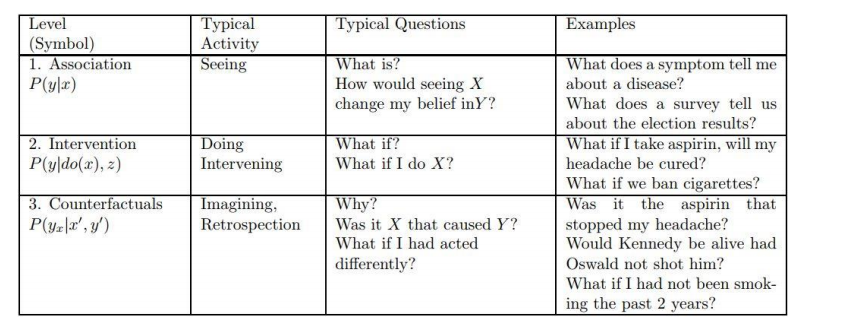 Level
(Symbol)
Typical
Activity
Typical Questions
Examples
1. Association
P(y|x)
Seeing
What is?
How would seeing X
change my belief inY?
What does a symptom tell me
about a disease?
What does a survey tell us
about the election results?
2. Intervention
P(y|do(x), z)
Doing
Intervening
What if?
What if I do X?
What if I take aspirin, will my
headache be cured?
What if we ban cigarettes?
3. Counterfactuals
P(yₓ|x′, y′)
Imagining,
Retrospection
Why?
Was it X that caused Y?
What if I had acted
differently?
Was it the aspirin that
stopped my headache?
Would Kennedy be alive had
Oswald not shot him?
What if I had not been smok-
ing the past 2 years?